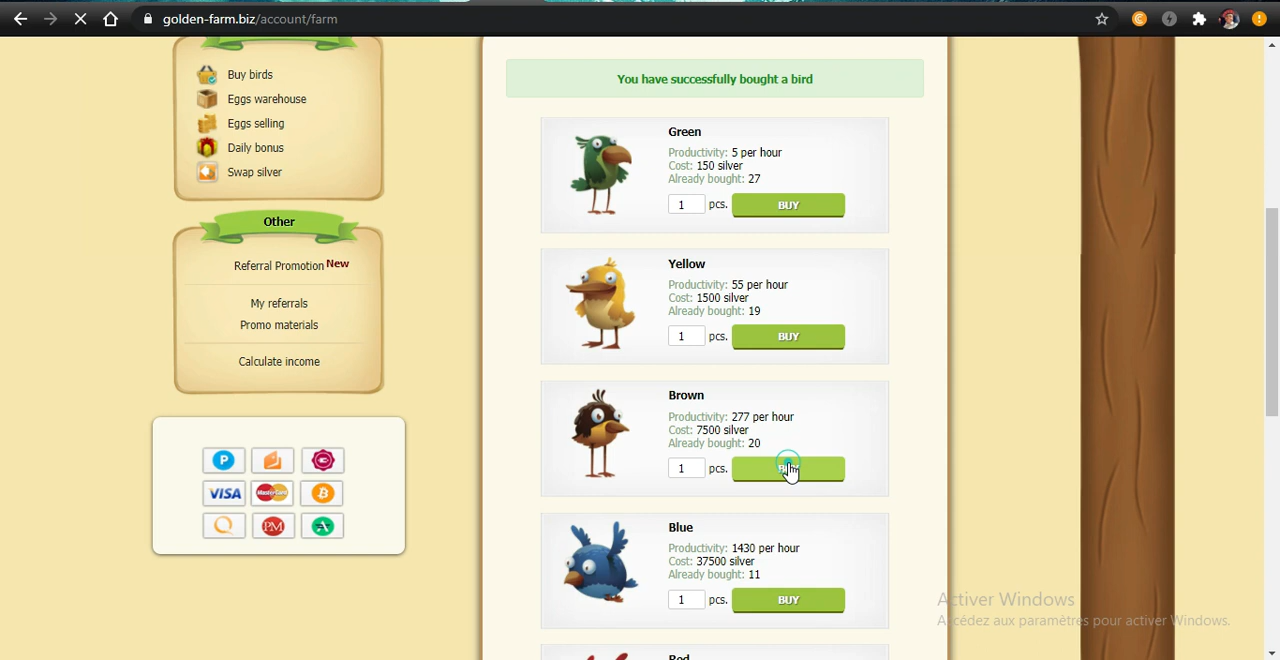 golden-farm.biz/account/farm
Buy birds
Eggs warehouse
Eggs selling
Daily bonus
Swap silver
Other
Referral Promotion New
My referrals
Promo materials
Calculate income
P
VISA
MasterCard
PM
You have successfully bought a bird
Green
Productivity: 5 per hour
Cost: 150 silver
Already bought: 27
1 pcs. BUY
Yellow
Productivity: 55 per hour
Cost: 1500 silver
Already bought: 19
1 pcs. BUY
Brown
Productivity: 277 per hour
Cost: 7500 silver
Already bought: 20
1 pcs.
Blue
Productivity: 1430 per hour
Cost: 37500 silver
Already bought: 11
1 pcs. BUY
Red
Activer Windows
Accédez aux paramètres pour activer Windows.